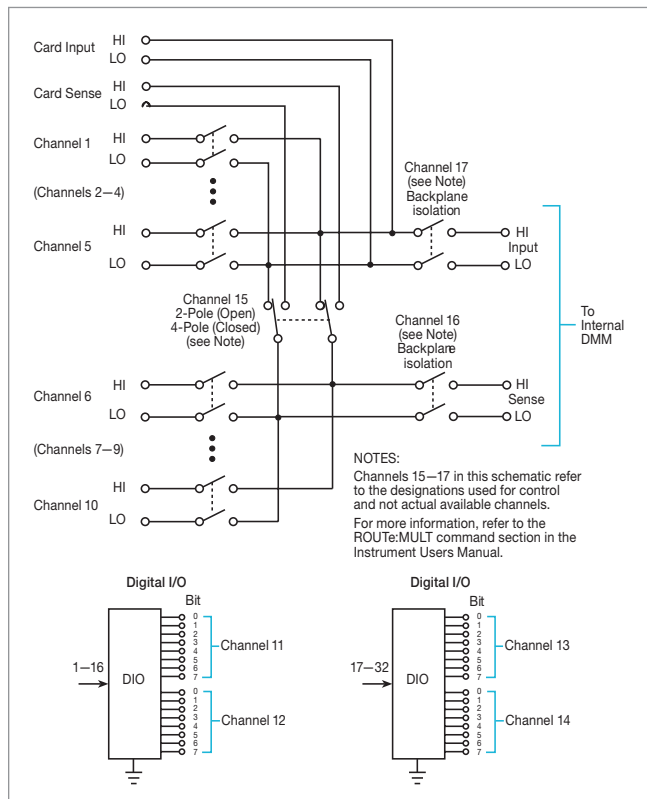 Card Input HI
LO
Card Sense HI
LO
Channel 1 HI
LO
(Channels 2—4)
Channel 5 HI
LO
Channel 17
(see Note)
Backplane
isolation
HI
Input
LO
Channel 15
2-Pole (Open)
4-Pole (Closed)
(see Note)
To
Internal
DMM
Channel 16
(see Note)
Backplane
isolation
Channel 6 HI
LO
HI
Sense
LO
(Channels 7—9)
Channel 10 HI
LO
NOTES:
Channels 15—17 in this schematic refer
to the designations used for control
and not actual available channels.
For more information, refer to the
ROUTe:MULT command section in the
Instrument Users Manual.
Digital I/O
Bit
1—16
DIO
0
1
2
3
4
5
6
7
Channel 11
0
1
2
3
4
5
6
7
Channel 12
Digital I/O
Bit
17—32
DIO
0
1
2
3
4
5
6
7
Channel 13
0
1
2
3
4
5
6
7
Channel 14